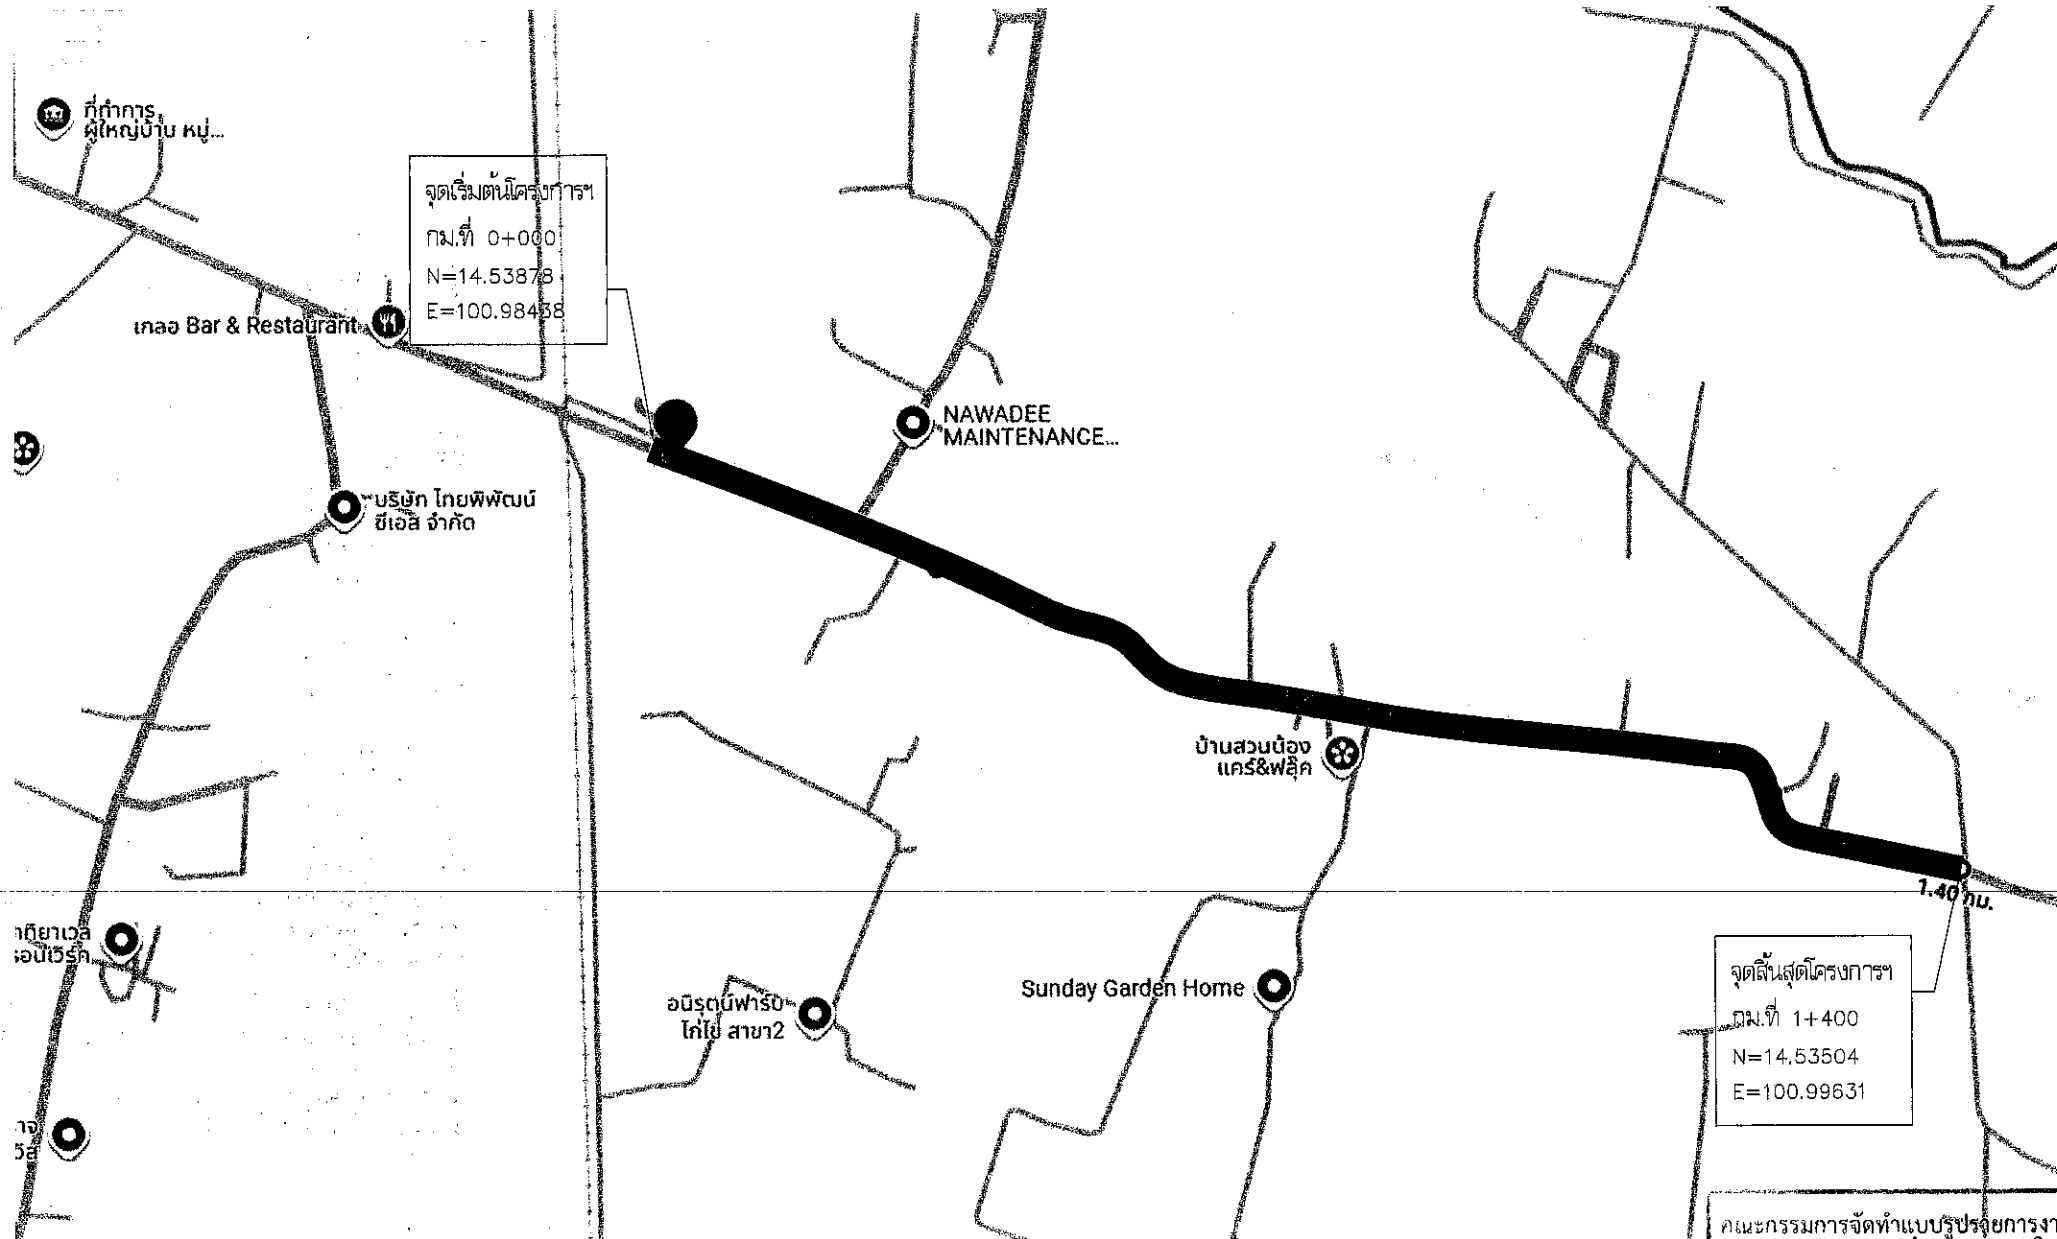 ที่ทำการ
ผู้ใหญ่บ้าน หมู่...
จุดเริ่มต้นโครงการฯ
กม.ที่ 0+000
N=14.53878
E=100.98438
เกลอ Bar & Restaurant
NAWADEE
MAINTENANCE...
บริษัท ไทยพิพัฒน์
ซีเอส จำกัด
บ้านสวนน้อง
แคร์&ฟลุ๊ค
1.40 กม.
จุดสิ้นสุดโครงการฯ
กม.ที่ 1+400
N=14.53504
E=100.99631
Sunday Garden Home
อนิรุตน์ฟาร์ม
ไก่ไข่ สาขา2
คณะกรรมการจัดทำแบบรูปรายการงา